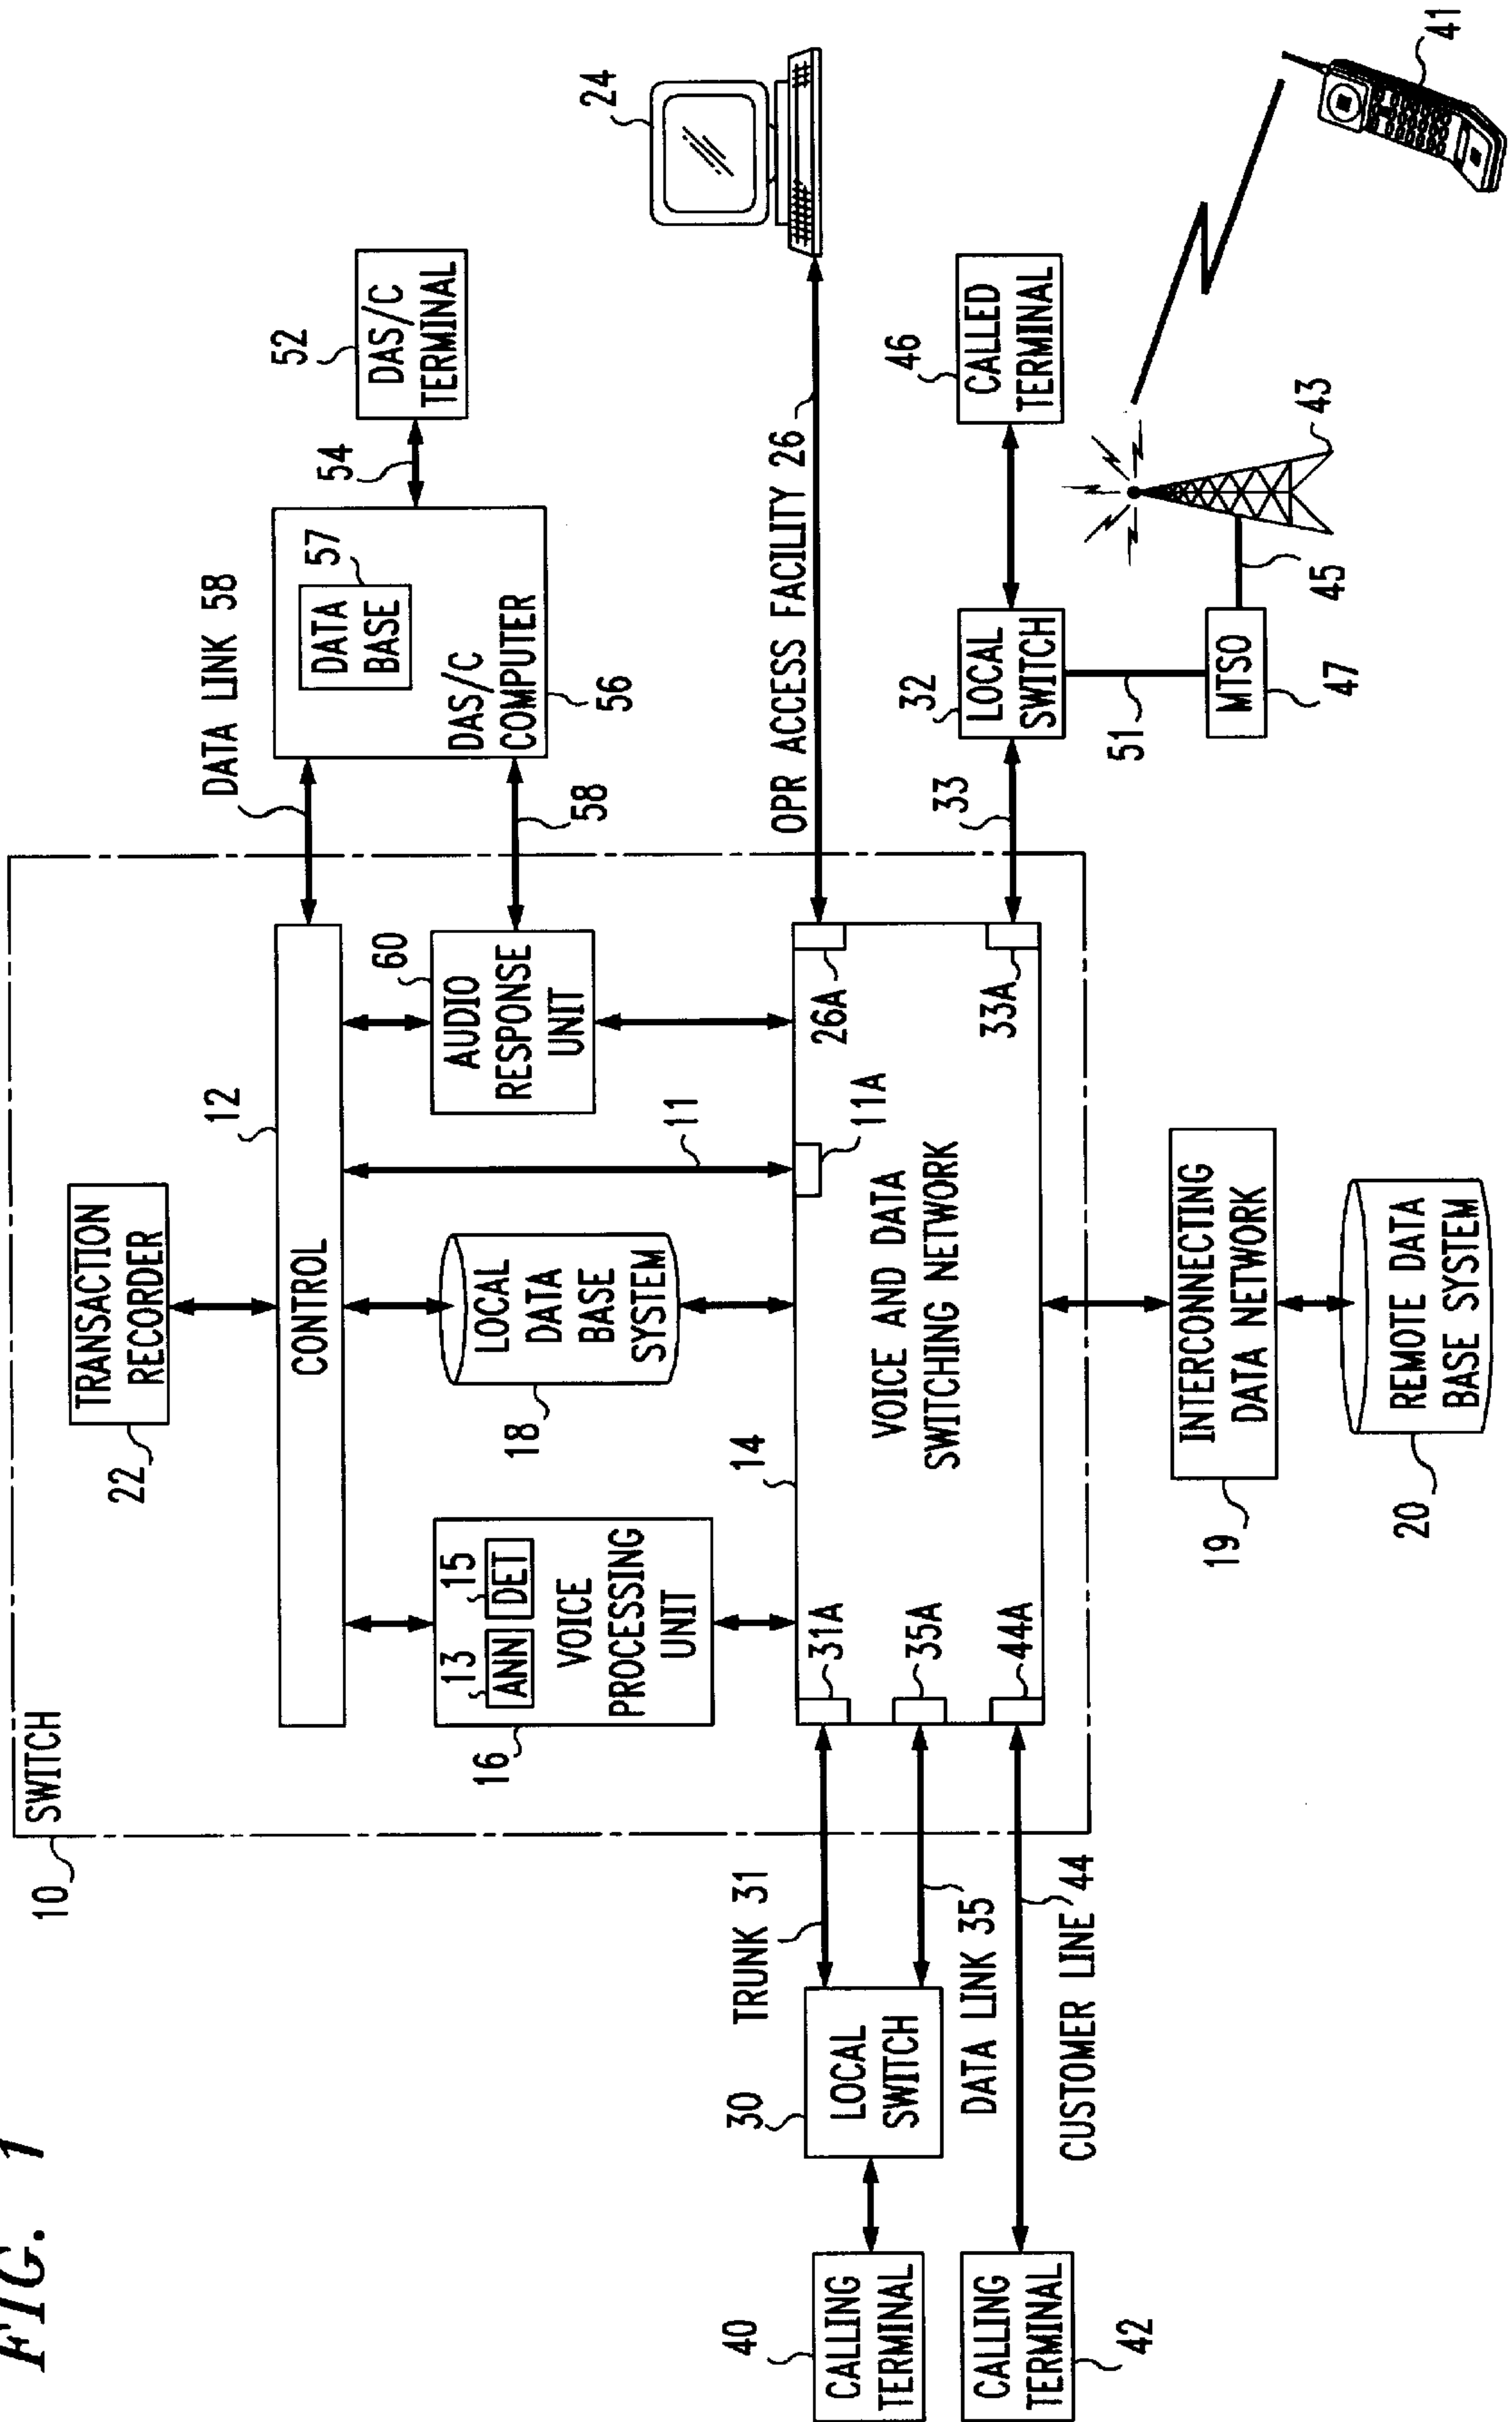 FIG. 1
10
SWITCH
22
TRANSACTION
RECORDER
12
CONTROL
DATA LINK 58
57
DATA
BASE
DAS/C
COMPUTER
56
54
52
DAS/C
TERMINAL
58
16
13
ANN
15
DET
VOICE
PROCESSING
UNIT
18
LOCAL
DATA
BASE
SYSTEM
11
60
AUDIO
RESPONSE
UNIT
14
11A
31A
35A
44A
VOICE AND DATA
SWITCHING NETWORK
26A
33A
OPR ACCESS FACILITY 26
24
TRUNK 31
30
LOCAL
SWITCH
DATA LINK 35
CUSTOMER LINE 44
40
CALLING
TERMINAL
CALLING
TERMINAL
42
33
32
LOCAL
SWITCH
46
CALLED
TERMINAL
51
MTSO
47
45
43
41
19
INTERCONNECTING
DATA NETWORK
20
REMOTE DATA
BASE SYSTEM